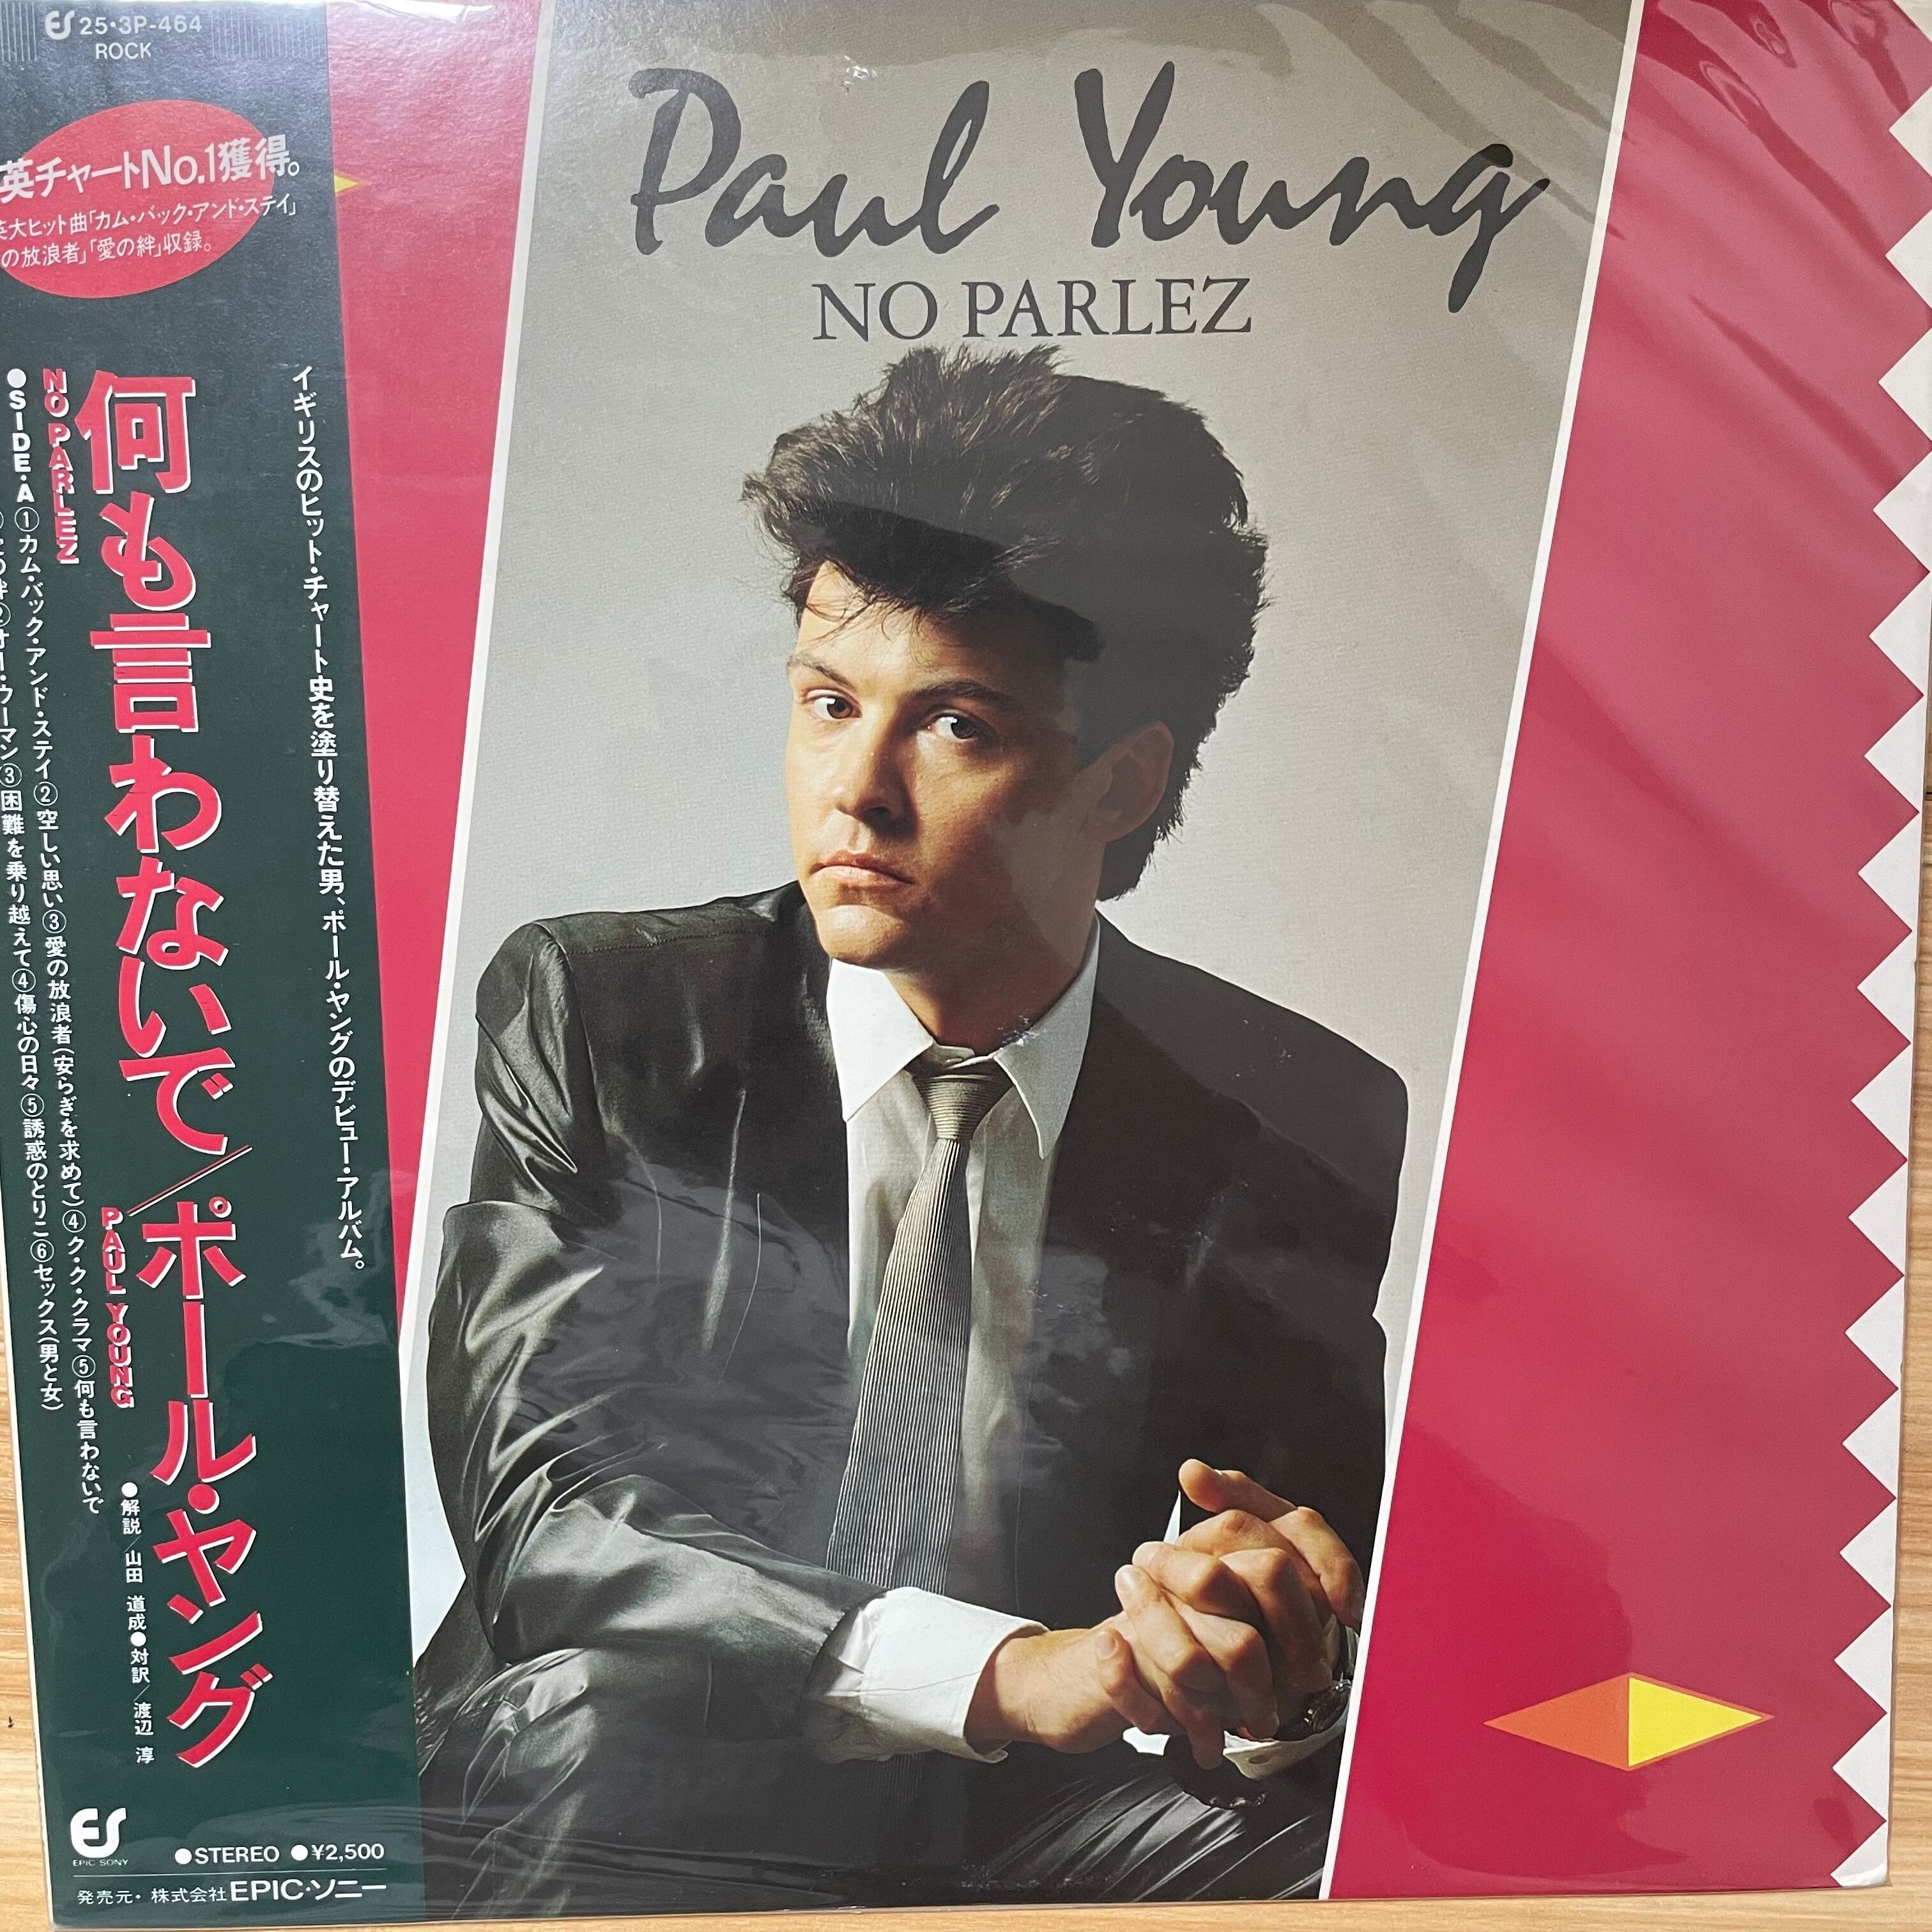 25・3P-464
ROCK
英チャートNo.1獲得。
英大ヒット曲「カム・バック・アンド・ステイ」
の放浪者」「愛の絆」収録。
Paul Young
NO PARLEZ
イギリスのヒット・チャート史を塗り替えた男、ポール・ヤングのデビュー・アルバム。
何も言わないで/ポール・ヤング
NO PARLEZ
PAUL YOUNG
●解説/山田 道成●対訳/渡辺 淳
●SIDE・A①カム・バック・アンド・ステイ②空しい思い③愛の放浪者(安らぎを求めて)④ク・ク・クラマ⑤何も言わないで
②オー・ウーマン③困難を乗り越えて④傷心の日々⑤誘惑のとりこ⑥セックス(男と女)
EPIC SONY
●STEREO ●¥2,500
発売元・株式会社EPIC・ソニー